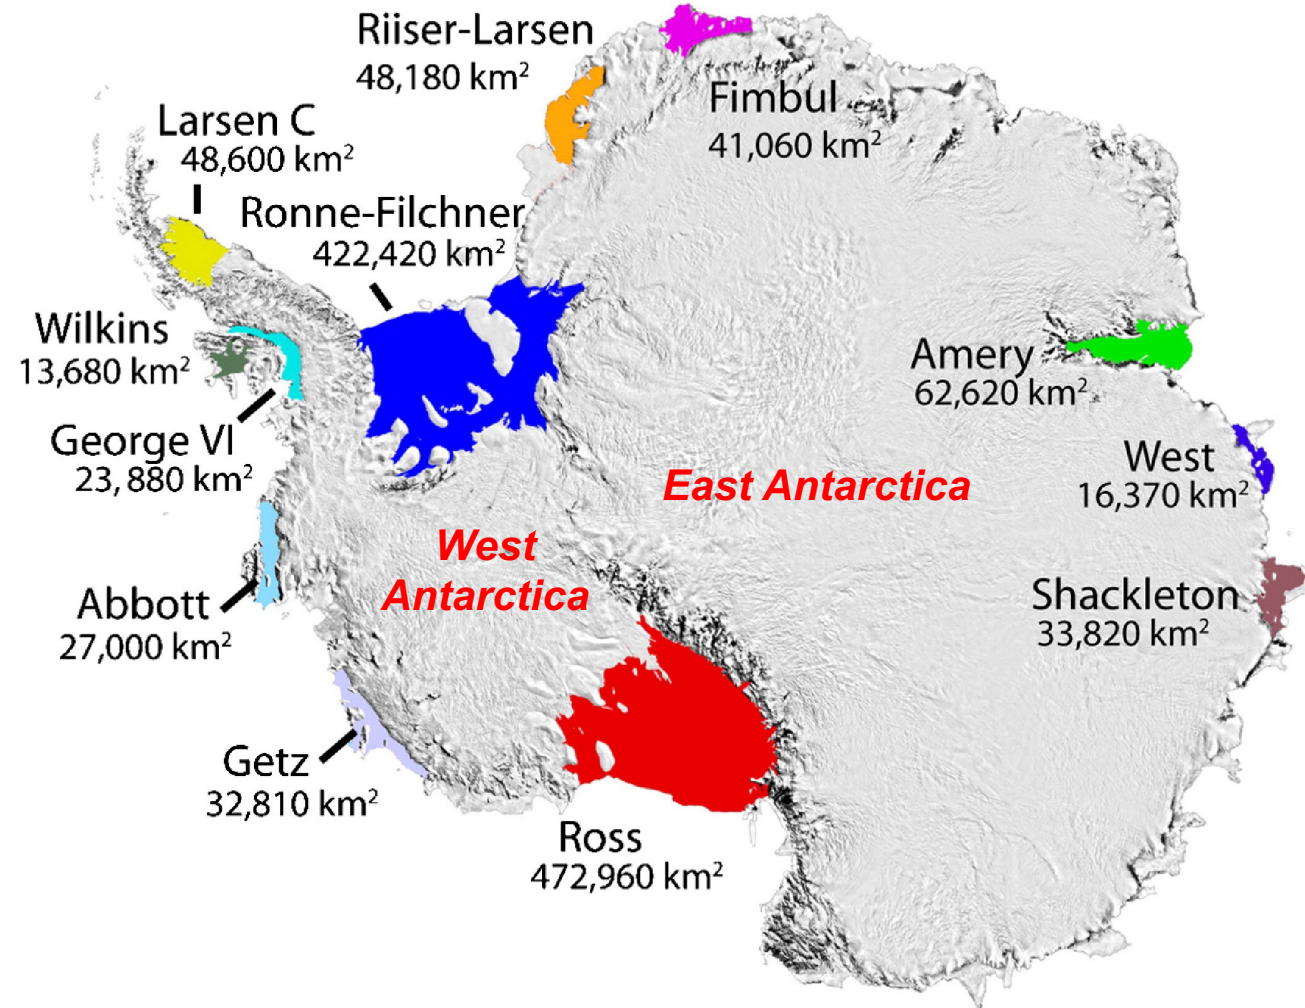 Riiser-Larsen
48,180 km²
Fimbul
41,060 km²
Larsen C
48,600 km²
Ronne-Filchner
422,420 km²
Wilkins
13,680 km²
Amery
62,620 km²
George VI
23,880 km²
West
16,370 km²
East Antarctica
West
Antarctica
Abbott
27,000 km²
Shackleton
33,820 km²
Getz
32,810 km²
Ross
472,960 km²